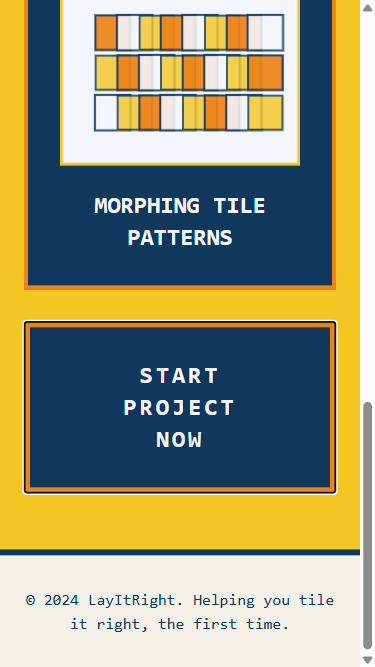 MORPHING TILE
PATTERNS
START
PROJECT
NOW
© 2024 LayItRight. Helping you tile
it right, the first time.